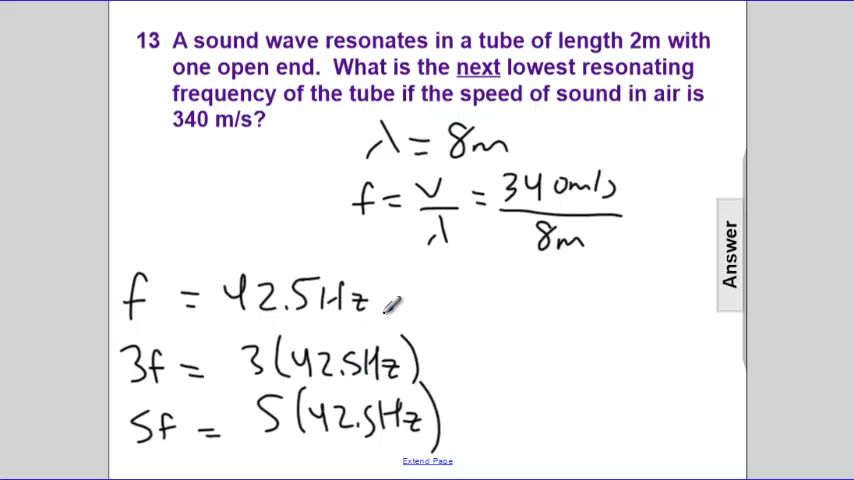 13 A sound wave resonates in a tube of length 2m with
one open end. What is the next lowest resonating
frequency of the tube if the speed of sound in air is
340 m/s?
λ = 8m
f = v/λ = 340m/s / 8m
f = 42.5Hz
3f = 3(42.5Hz)
5f = 5(42.5Hz)
Answer
Extend Page